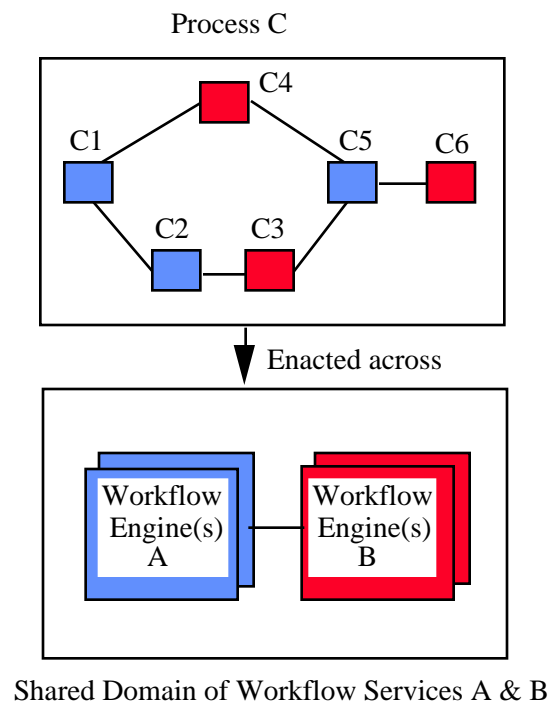 Process C
C4
C1
C5
C6
C2
C3
Enacted across
Workflow
Engine(s)
A
Workflow
Engine(s)
B
Shared Domain of Workflow Services A & B